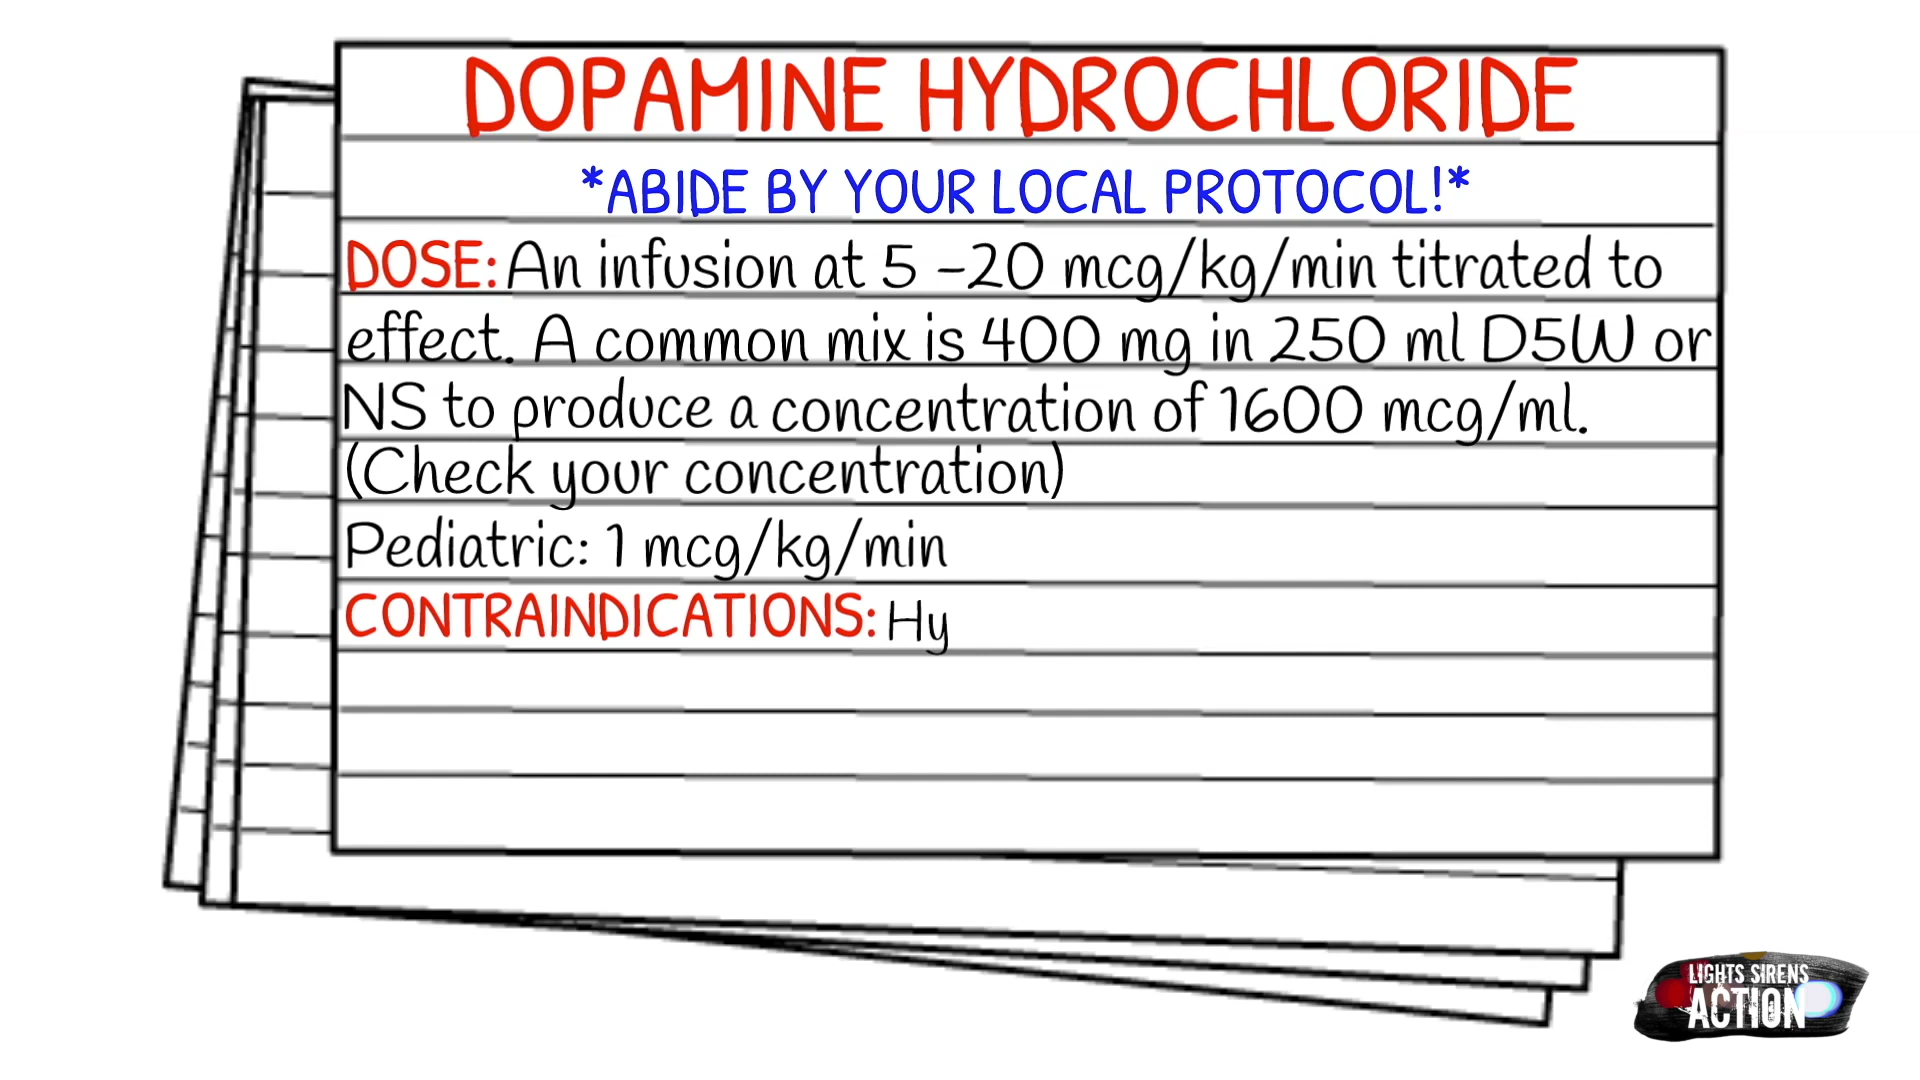 DOPAMINE HYDROCHLORIDE
*ABIDE BY YOUR LOCAL PROTOCOL!*
DOSE: An infusion at 5 -20 mcg/kg/min titrated to
effect. A common mix is 400 mg in 250 ml D5W or
NS to produce a concentration of 1600 mcg/ml.
(Check your concentration)
Pediatric: 1 mcg/kg/min
CONTRAINDICATIONS: Hy
LIGHTS SIRENS
ACTION